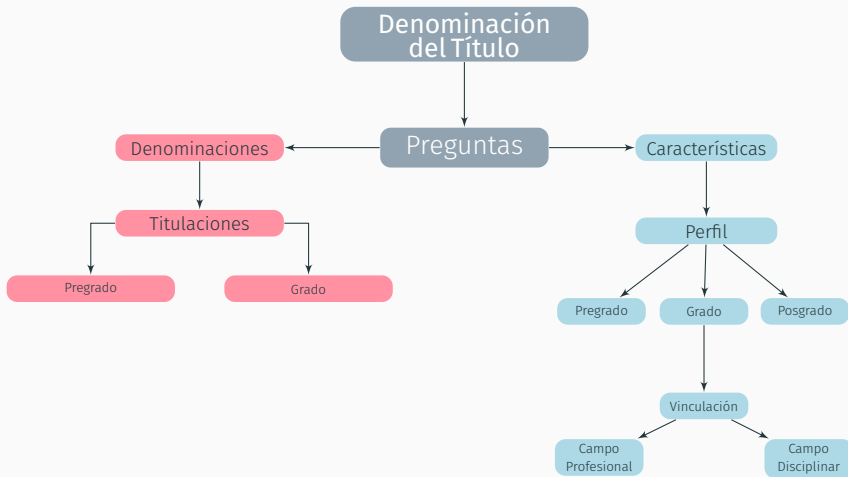 Denominación
del Título
Denominaciones
Preguntas
Características
Titulaciones
Perfil
Pregrado
Grado
Pregrado
Grado
Posgrado
Vinculación
Campo
Profesional
Campo
Disciplinar